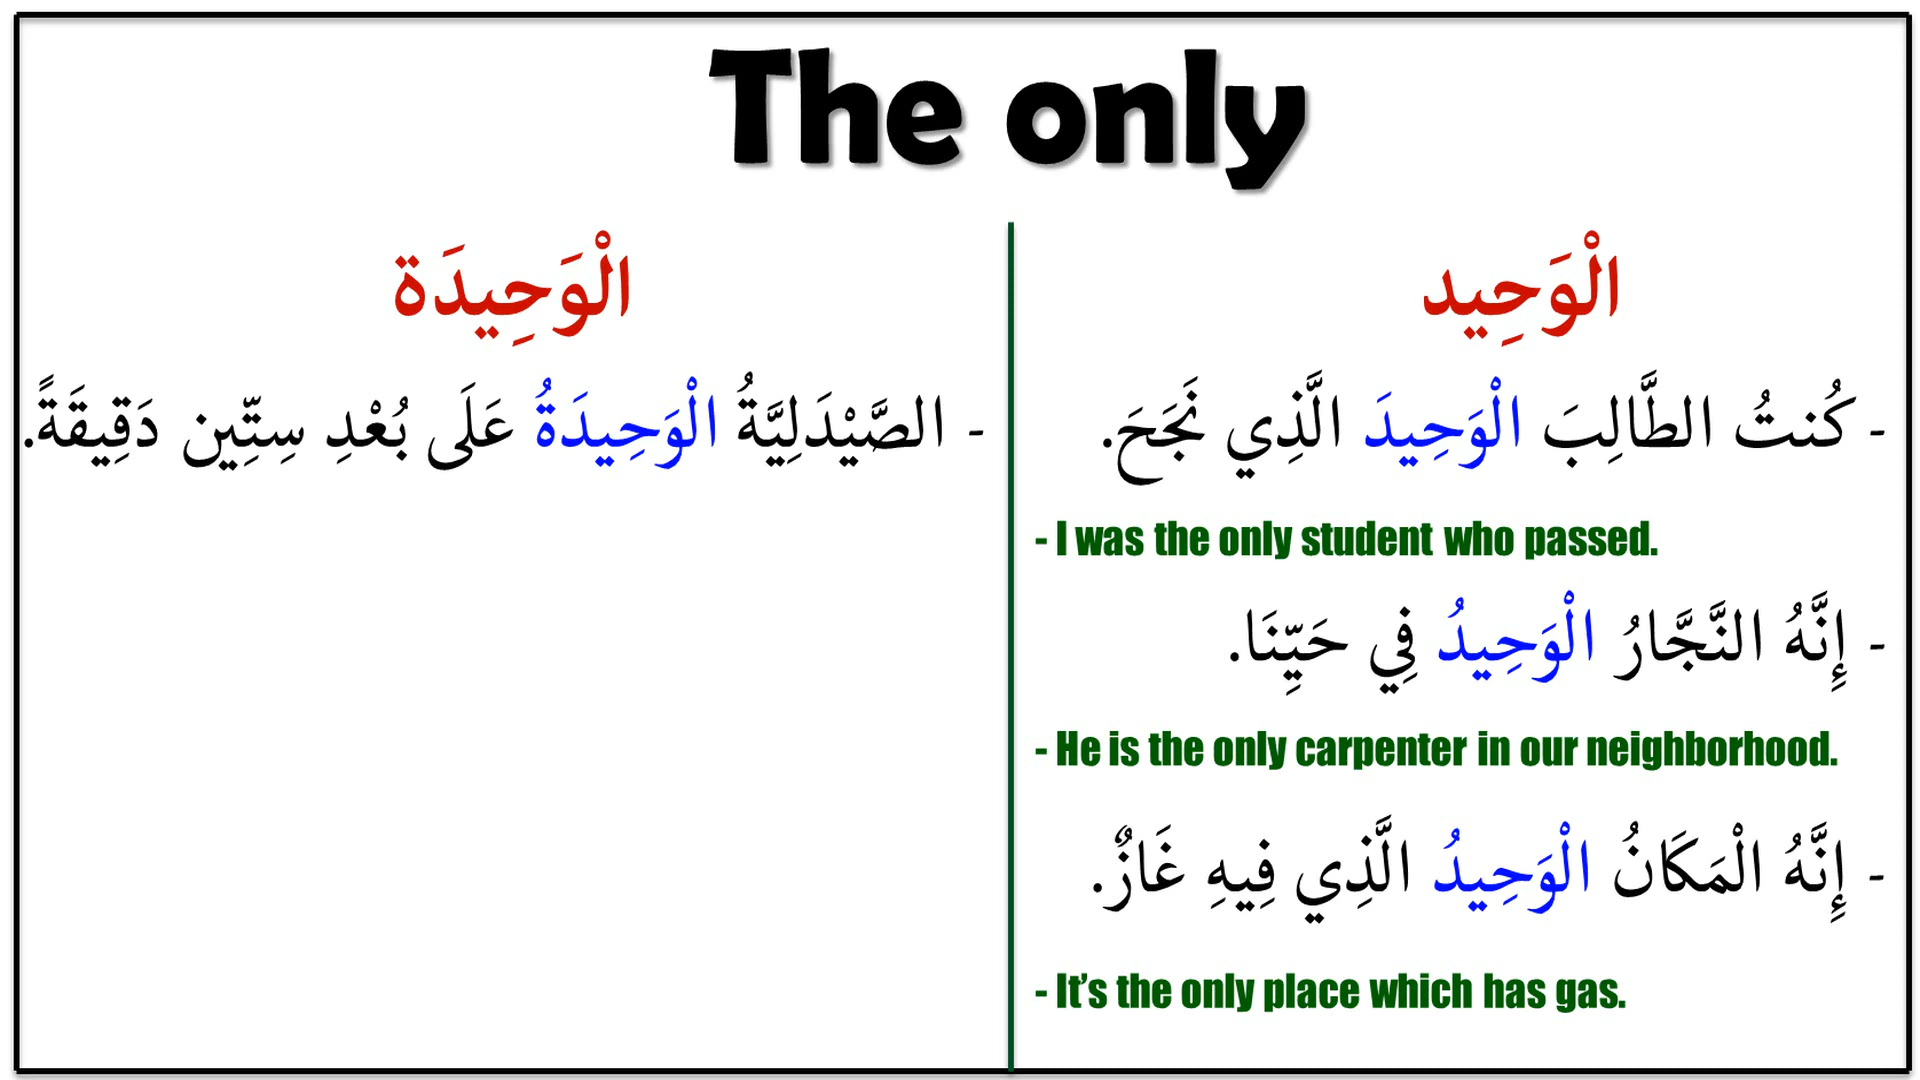 The only
الْوَحِيد
- كُنتُ الطَّالِبَ الْوَحِيدَ الَّذِي نَجَحَ.
- I was the only student who passed.
- إِنَّهُ النَّجَّارُ الْوَحِيدُ فِي حَيِّنَا.
- He is the only carpenter in our neighborhood.
- إِنَّهُ الْمَكَانُ الْوَحِيدُ الَّذِي فِيهِ غَازٌ.
- It’s the only place which has gas.
الْوَحِيدَة
- الصَّيْدَلِيَّةُ الْوَحِيدَةُ عَلَى بُعْدِ سِتِّين دَقِيقَةً.